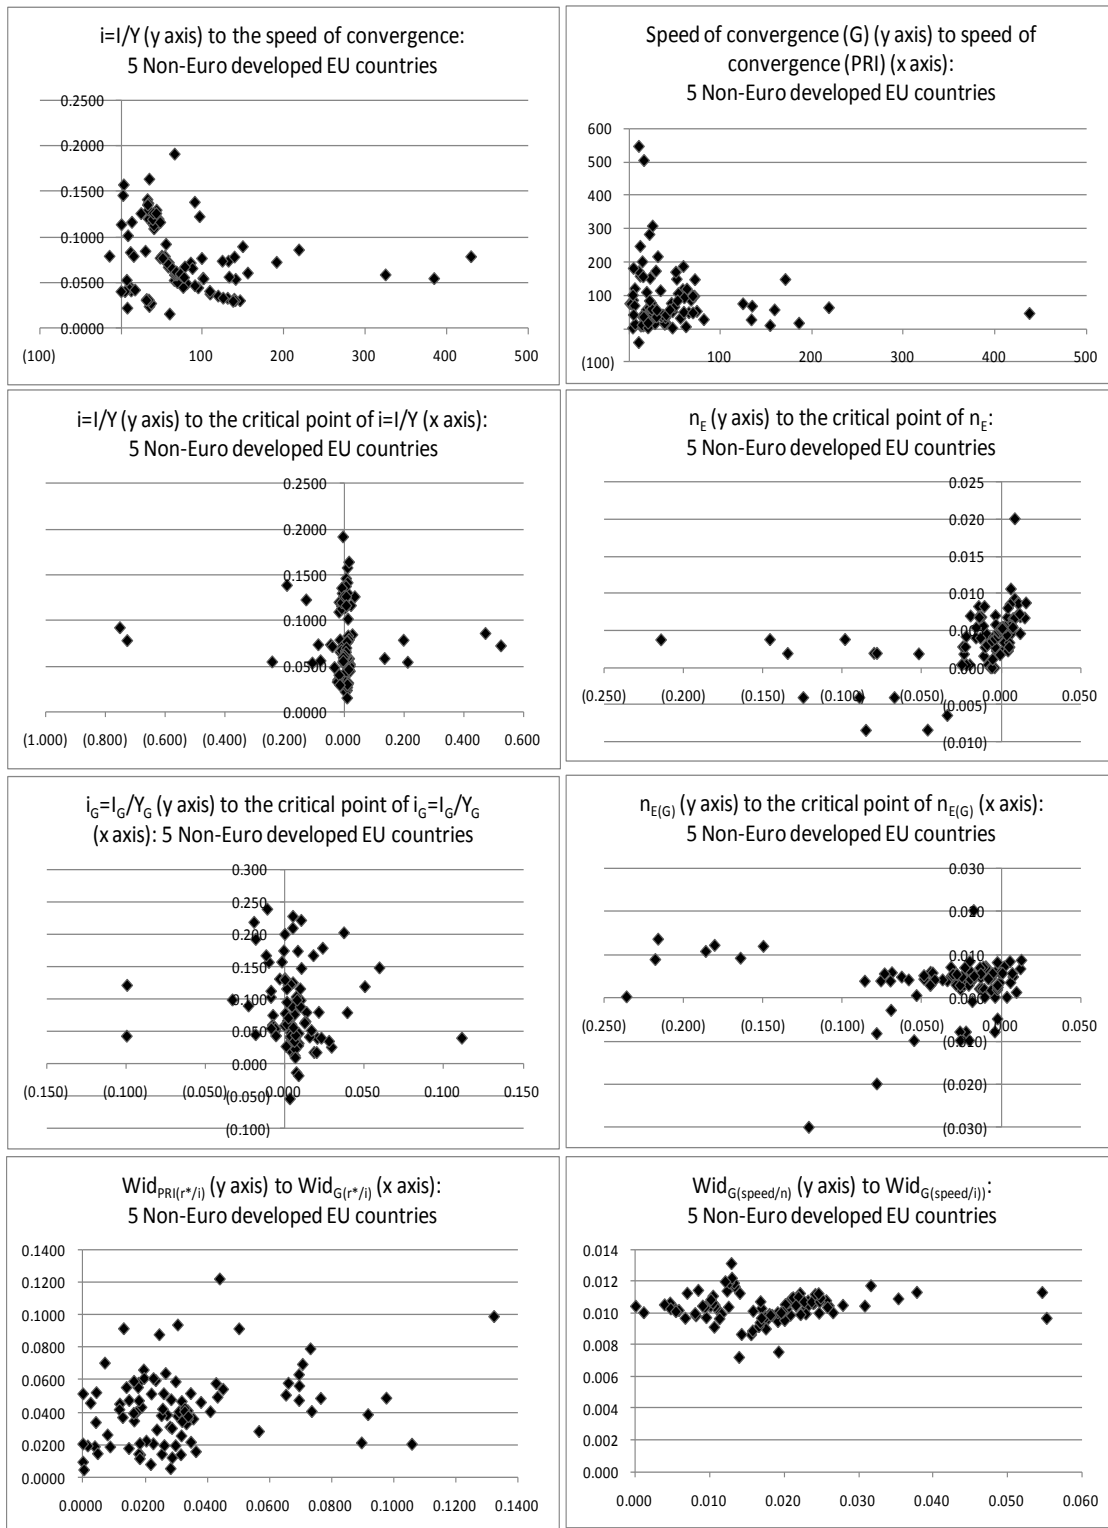 i=I/Y (y axis) to the speed of convergence:
5 Non-Euro developed EU countries
0.2500
0.2000
0.1500
0.1000
0.0500
0.0000
(100) 100 200 300 400 500
Speed of convergence (G) (y axis) to speed of
convergence (PRI) (x axis):
5 Non-Euro developed EU countries
600
500
400
300
200
100
(100)
100 200 300 400 500
i=I/Y (y axis) to the critical point of i=I/Y (x axis):
5 Non-Euro developed EU countries
0.2500
0.2000
0.1500
0.1000
0.0500
0.0000
(1.000) (0.800) (0.600) (0.400) (0.200) 0.000 0.200 0.400 0.600
nE (y axis) to the critical point of nE:
5 Non-Euro developed EU countries
0.025
0.020
0.015
0.010
0.005
0.000
(0.250) (0.200) (0.150) (0.100) (0.050) 0.000 0.050
(0.005)
(0.010)
iG=IG/YG (y axis) to the critical point of iG=IG/YG
(x axis): 5 Non-Euro developed EU countries
0.300
0.250
0.200
0.150
0.100
0.050
0.000
(0.150) (0.100) (0.050) 0.000 0.050 0.100 0.150
(0.050)
(0.100)
nE(G) (y axis) to the critical point of nE(G) (x axis):
5 Non-Euro developed EU countries
0.030
0.020
0.010
0.000
(0.250) (0.200) (0.150) (0.100) (0.050) 0.000 0.050
(0.010)
(0.020)
(0.030)
WidPRI(r*/i) (y axis) to WidG(r*/i) (x axis):
5 Non-Euro developed EU countries
0.1400
0.1200
0.1000
0.0800
0.0600
0.0400
0.0200
0.0000
0.0000 0.0200 0.0400 0.0600 0.0800 0.1000 0.1200 0.1400
WidG(speed/n) (y axis) to WidG(speed/i)):
5 Non-Euro developed EU countries
0.014
0.012
0.010
0.008
0.006
0.004
0.002
0.000
0.000 0.010 0.020 0.030 0.040 0.050 0.060